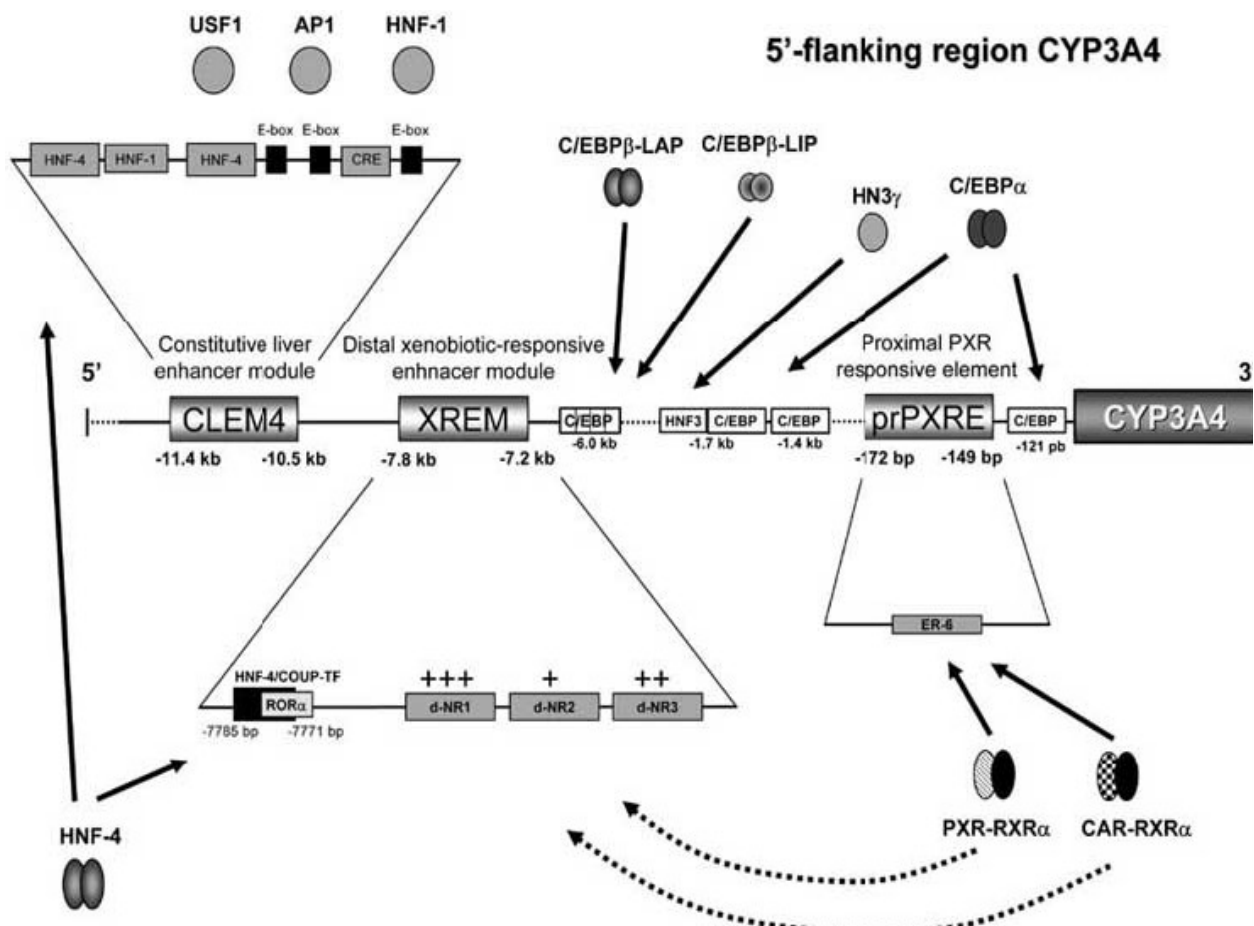 USF1 AP1 HNF-1
5'-flanking region CYP3A4
E-box E-box E-box
HNF-4 HNF-1 HNF-4 CRE
C/EBPβ-LAP C/EBPβ-LIP
HN3γ C/EBPα
Constitutive liver
enhancer module
Distal xenobiotic-responsive
enhnacer module
Proximal PXR
responsive element
5' 3'
CLEM4 XREM C/EBP HNF3 C/EBP C/EBP prPXRE C/EBP CYP3A4
-11.4 kb -10.5 kb -7.8 kb -7.2 kb -6.0 kb -1.7 kb -1.4 kb -172 bp -149 bp -121 pb
ER-6
HNF-4/COUP-TF +++ + ++
RORα d-NR1 d-NR2 d-NR3
-7785 bp -7771 bp
HNF-4 PXR-RXRα CAR-RXRα